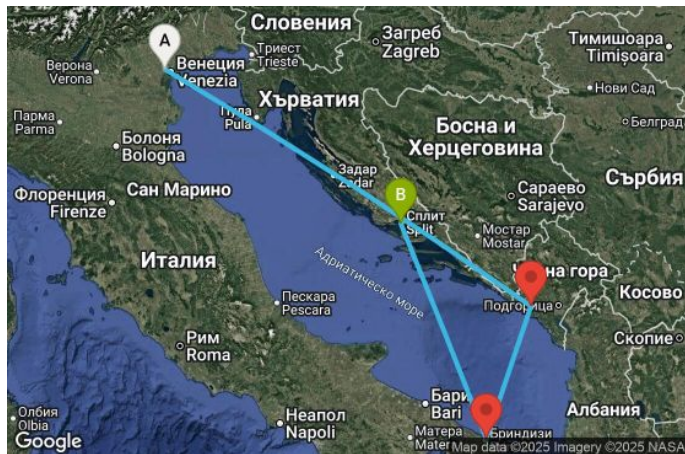 Словения
Загреб
Zagreb
Тимишоара
Timișoara
A
Триест
Trieste
Верона
Verona
Венеция
Venezia
Нови Сад
Хърватия
Пула
Pula
Парма
Parma
Белград
Босна и
Херцеговина
Болоня
Bologna
Задар
Zadar
Сърбия
Сан Марино
Флоренция
Firenze
B
Сараево
Sarajevo
Сплит
Split
Мостар
Mostar
Адриатическо море
Италия
гора
Косово
Пескара
Pescara
Подгорица
Скопие
Рим
Roma
Бари
Bari
Албания
Олбия
Olbia
Неапол
Napoli
Матера
Бриндизи
Google
Map data ©2025 Imagery ©2025 NASA